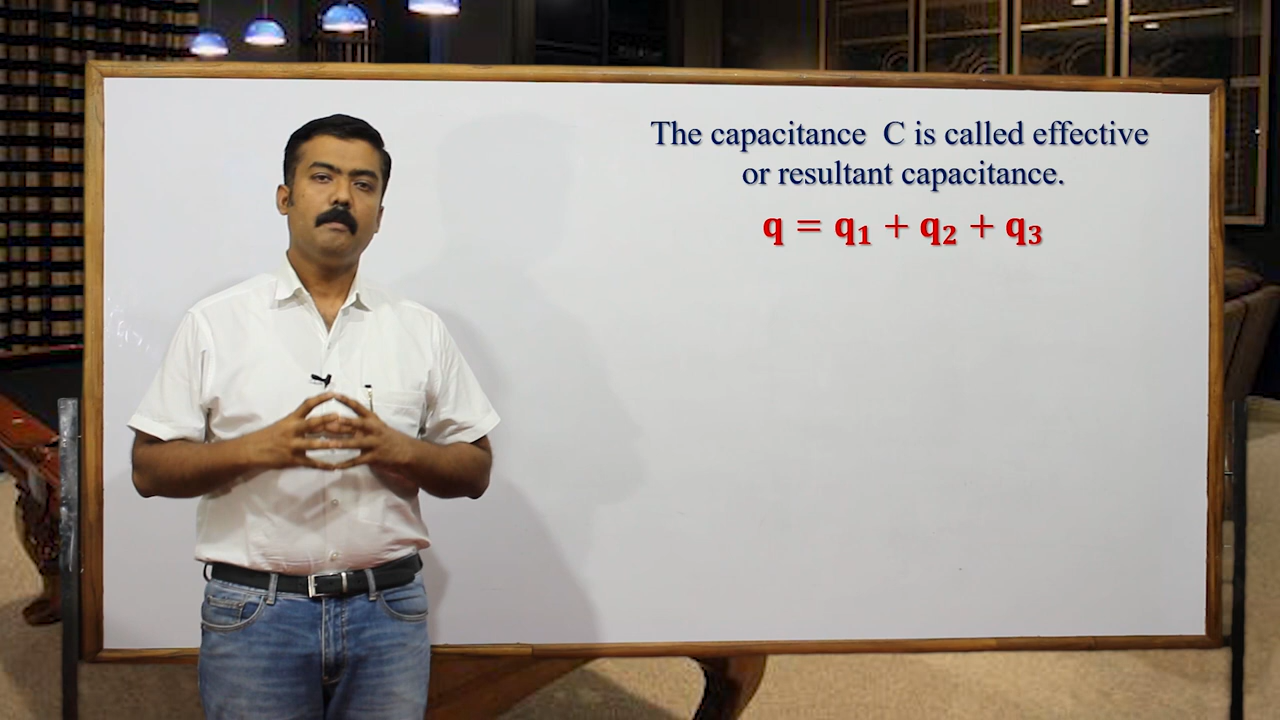 The capacitance C is called effective
or resultant capacitance.
q = q₁ + q₂ + q₃